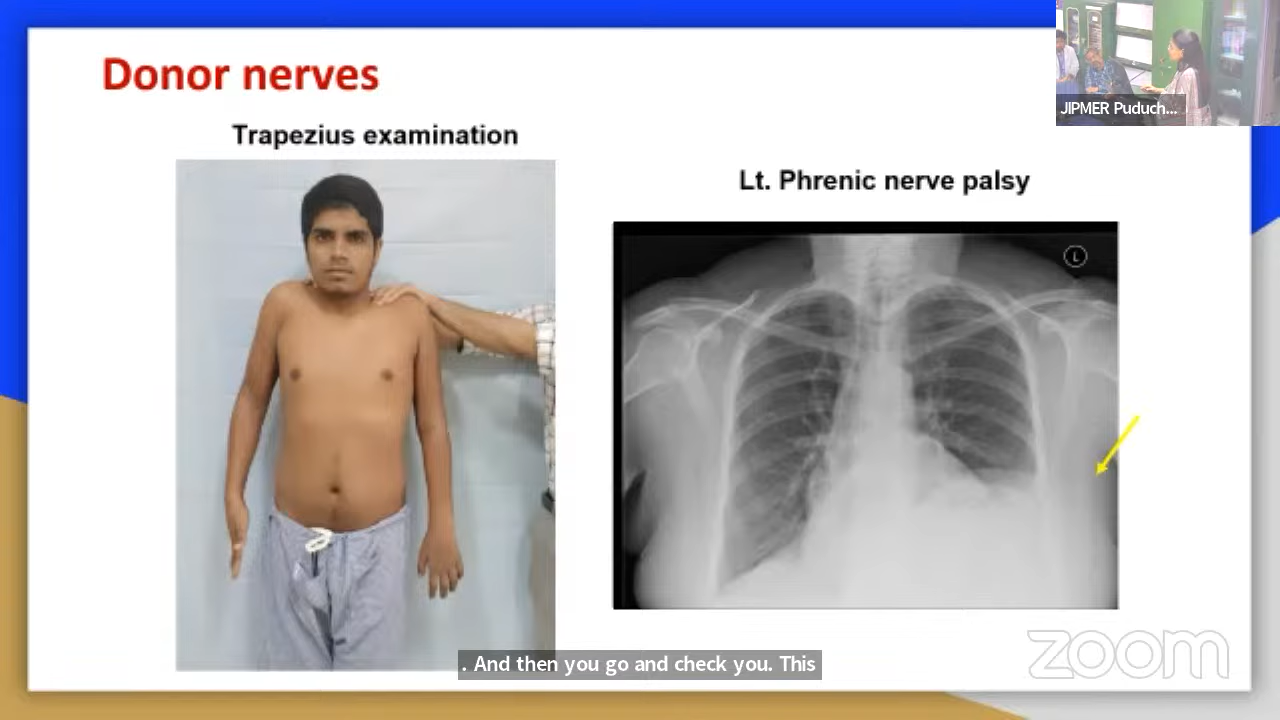 Donor nerves
JIPMER Puduch...
Trapezius examination
Lt. Phrenic nerve palsy
L
. And then you go and check you. This
zoom